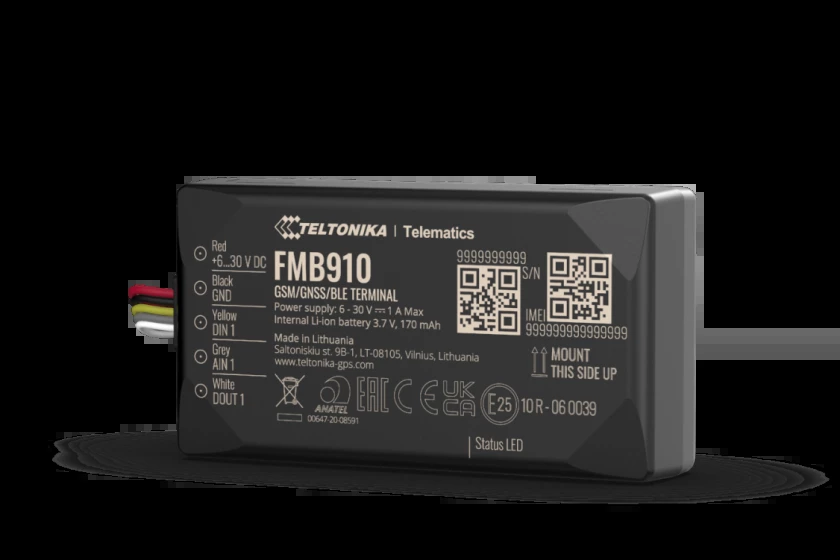 TELTONIKA | Telematics
Red
+6...30 V DC
Black
GND
Yellow
DIN 1
Grey
AIN 1
White
DOUT 1
FMB910
GSM/GNSS/BLE TERMINAL
Power supply: 6 - 30 V ⎓ 1 A Max
Internal Li-ion battery 3.7 V, 170 mAh
Made in Lithuania
Saltoniskiu st. 9B-1, LT-08105, Vilnius, Lithuania
www.teltonika-gps.com
9999999999
S/N
IMEI
999999999999999
MOUNT
THIS SIDE UP
ANATEL
00647-20-08591
EAC
CE
UK
CA
E25
10 R - 06 0039
Status LED